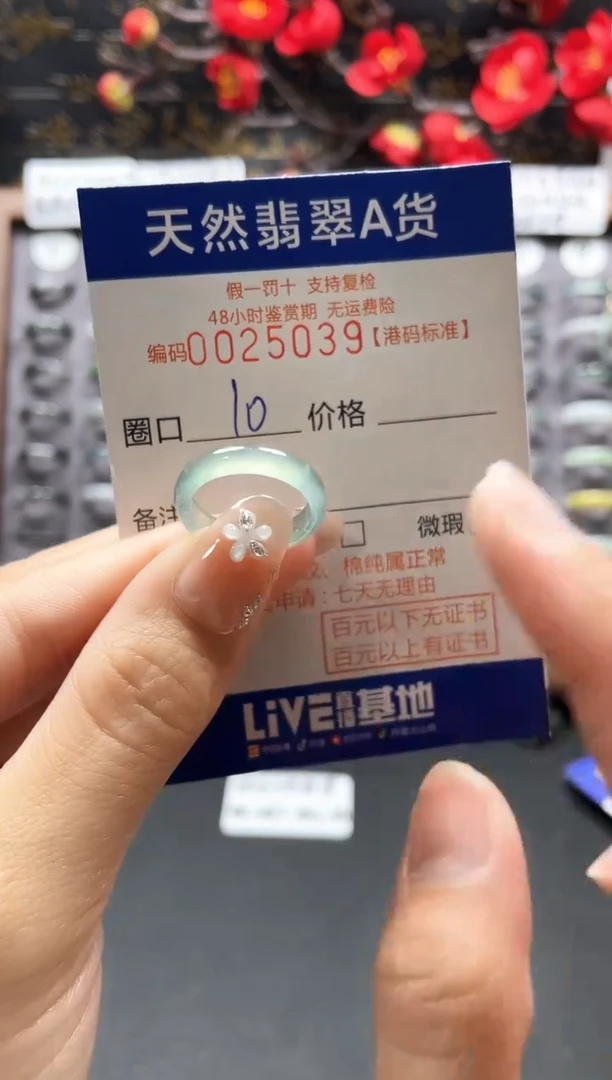 天然翡翠A货
假一罚十 支持复检
48小时鉴赏期 无运费险
编码0025039【港码标准】
圈口 10 价格
备注
微瑕
棉纯属正常
申请：七天无理由
百元以下无证书
百元以上有证书
LiVE直播基地